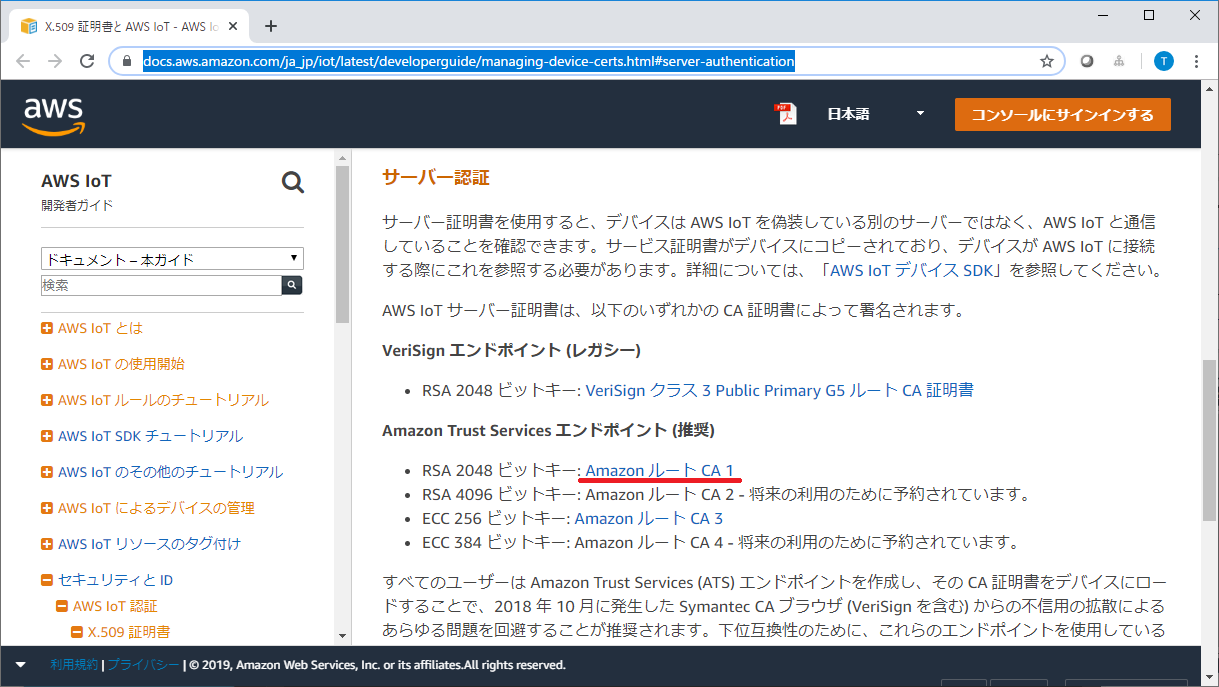 X.509 証明書と AWS IoT - AWS Io
docs.aws.amazon.com/ja_jp/iot/latest/developerguide/managing-device-certs.html#server-authentication
T
aws
PDF
日本語
コンソールにサインインする
AWS IoT
開発者ガイド
ドキュメント – 本ガイド
検索
AWS IoT とは
AWS IoT の使用開始
AWS IoT ルールのチュートリアル
AWS IoT SDK チュートリアル
AWS IoT のその他のチュートリアル
AWS IoT によるデバイスの管理
AWS IoT リソースのタグ付け
セキュリティと ID
AWS IoT 認証
X.509 証明書
サーバー認証
サーバー証明書を使用すると、デバイスは AWS IoT を偽装している別のサーバーではなく、AWS IoT と通信
していることを確認できます。サービス証明書がデバイスにコピーされており、デバイスが AWS IoT に接続
する際にこれを参照する必要があります。詳細については、「AWS IoT デバイス SDK」を参照してください。
AWS IoT サーバー証明書は、以下のいずれかの CA 証明書によって署名されます。
VeriSign エンドポイント (レガシー)
• RSA 2048 ビットキー: VeriSign クラス 3 Public Primary G5 ルート CA 証明書
Amazon Trust Services エンドポイント (推奨)
• RSA 2048 ビットキー: Amazon ルート CA 1
• RSA 4096 ビットキー: Amazon ルート CA 2 - 将来の利用のために予約されています。
• ECC 256 ビットキー: Amazon ルート CA 3
• ECC 384 ビットキー: Amazon ルート CA 4 - 将来の利用のために予約されています。
すべてのユーザーは Amazon Trust Services (ATS) エンドポイントを作成し、その CA 証明書をデバイスにロー
ドすることで、2018 年 10 月に発生した Symantec CA ブラウザ (VeriSign を含む) からの不信用の拡散による
あらゆる問題を回避することが推奨されます。下位互換性のために、これらのエンドポイントを使用している
利用規約 | プライバシー | © 2019, Amazon Web Services, Inc. or its affiliates.All rights reserved.